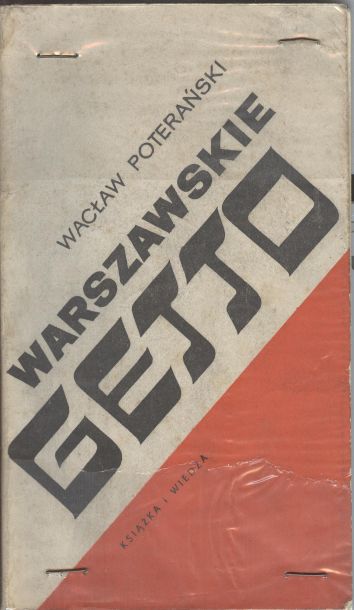 WACŁAW POTERAŃSKI
WARSZAWSKIE
GETTO
KSIĄŻKA I WIEDZA